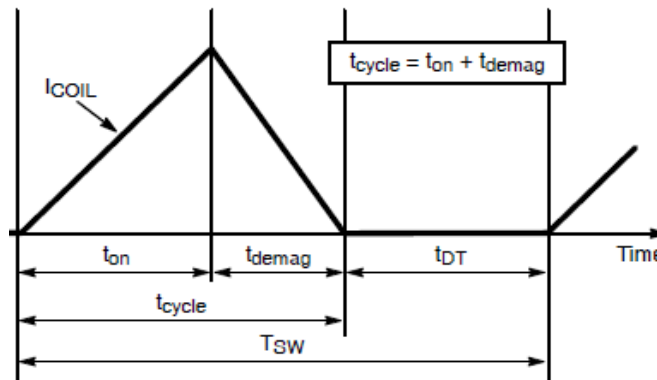 tcycle = ton + tdemag
ICOIL
ton
tdemag
tDT
Time
tcycle
TSW